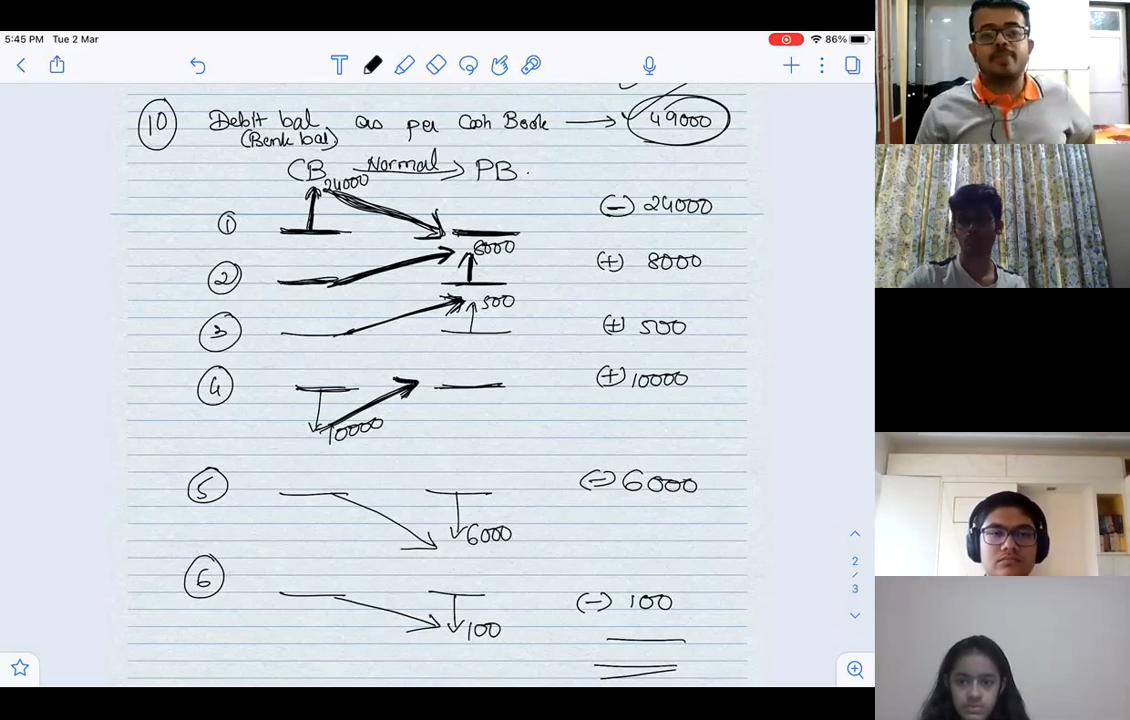 5:45 PM Tue 2 Mar
86%
10 Debit bal as per Cash Book → 49000
(Bank bal)
CB Normal PB.
24000
1 (-) 24000
8000
2 (+) 8000
500
3 (+) 500
4 (+) 10000
10000
5 (-) 6000
6000
6
(-) 100
100
2
/
3